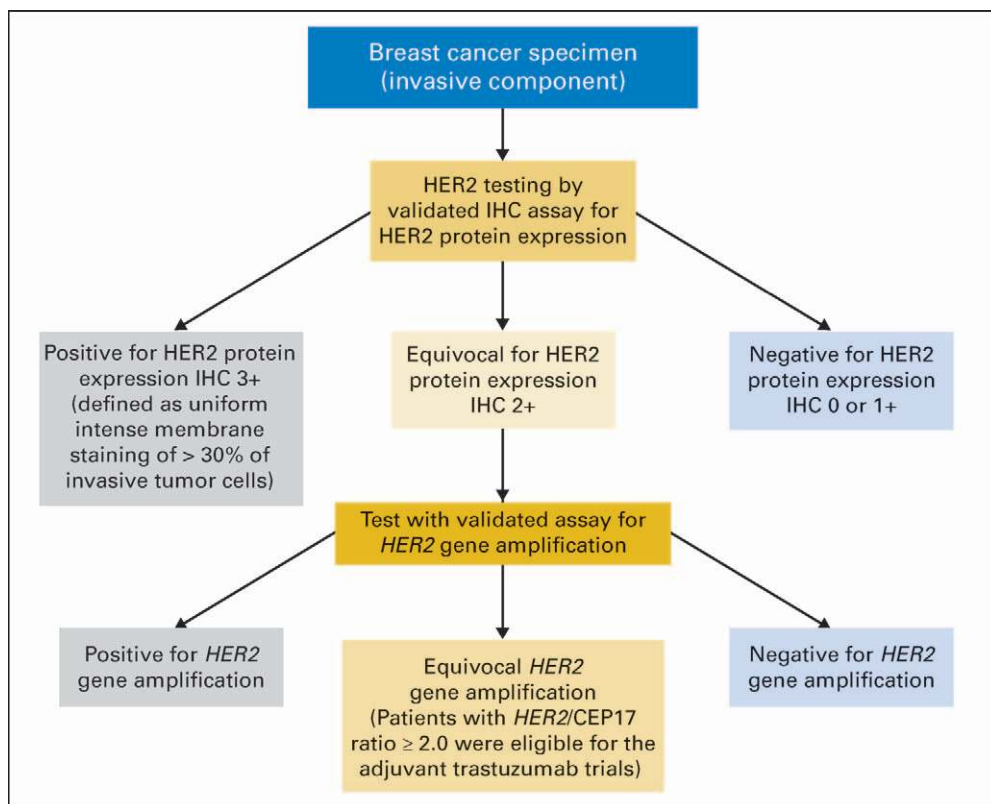 Breast cancer specimen
(invasive component)
HER2 testing by
validated IHC assay for
HER2 protein expression
Positive for HER2 protein
expression IHC 3+
(defined as uniform
intense membrane
staining of > 30% of
invasive tumor cells)
Equivocal for HER2
protein expression
IHC 2+
Negative for HER2
protein expression
IHC 0 or 1+
Test with validated assay for
HER2 gene amplification
Positive for HER2
gene amplification
Equivocal HER2
gene amplification
(Patients with HER2/CEP17
ratio ≥ 2.0 were eligible for the
adjuvant trastuzumab trials)
Negative for HER2
gene amplification